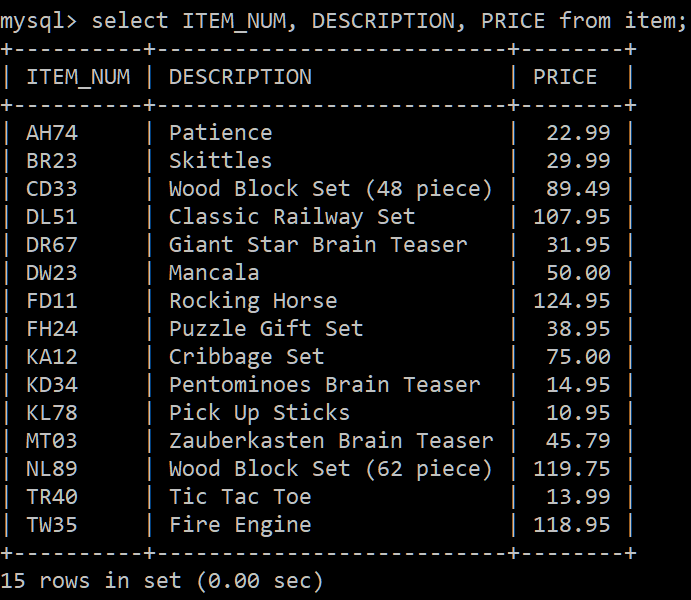 mysql> select ITEM_NUM, DESCRIPTION, PRICE from item;
+----------+---------------------------+--------+
| ITEM_NUM | DESCRIPTION               | PRICE  |
+----------+---------------------------+--------+
| AH74     | Patience                  |  22.99 |
| BR23     | Skittles                  |  29.99 |
| CD33     | Wood Block Set (48 piece) |  89.49 |
| DL51     | Classic Railway Set       | 107.95 |
| DR67     | Giant Star Brain Teaser   |  31.95 |
| DW23     | Mancala                   |  50.00 |
| FD11     | Rocking Horse             | 124.95 |
| FH24     | Puzzle Gift Set           |  38.95 |
| KA12     | Cribbage Set              |  75.00 |
| KD34     | Pentominoes Brain Teaser  |  14.95 |
| KL78     | Pick Up Sticks            |  10.95 |
| MT03     | Zauberkasten Brain Teaser |  45.79 |
| NL89     | Wood Block Set (62 piece) | 119.75 |
| TR40     | Tic Tac Toe               |  13.99 |
| TW35     | Fire Engine               | 118.95 |
+----------+---------------------------+--------+
15 rows in set (0.00 sec)